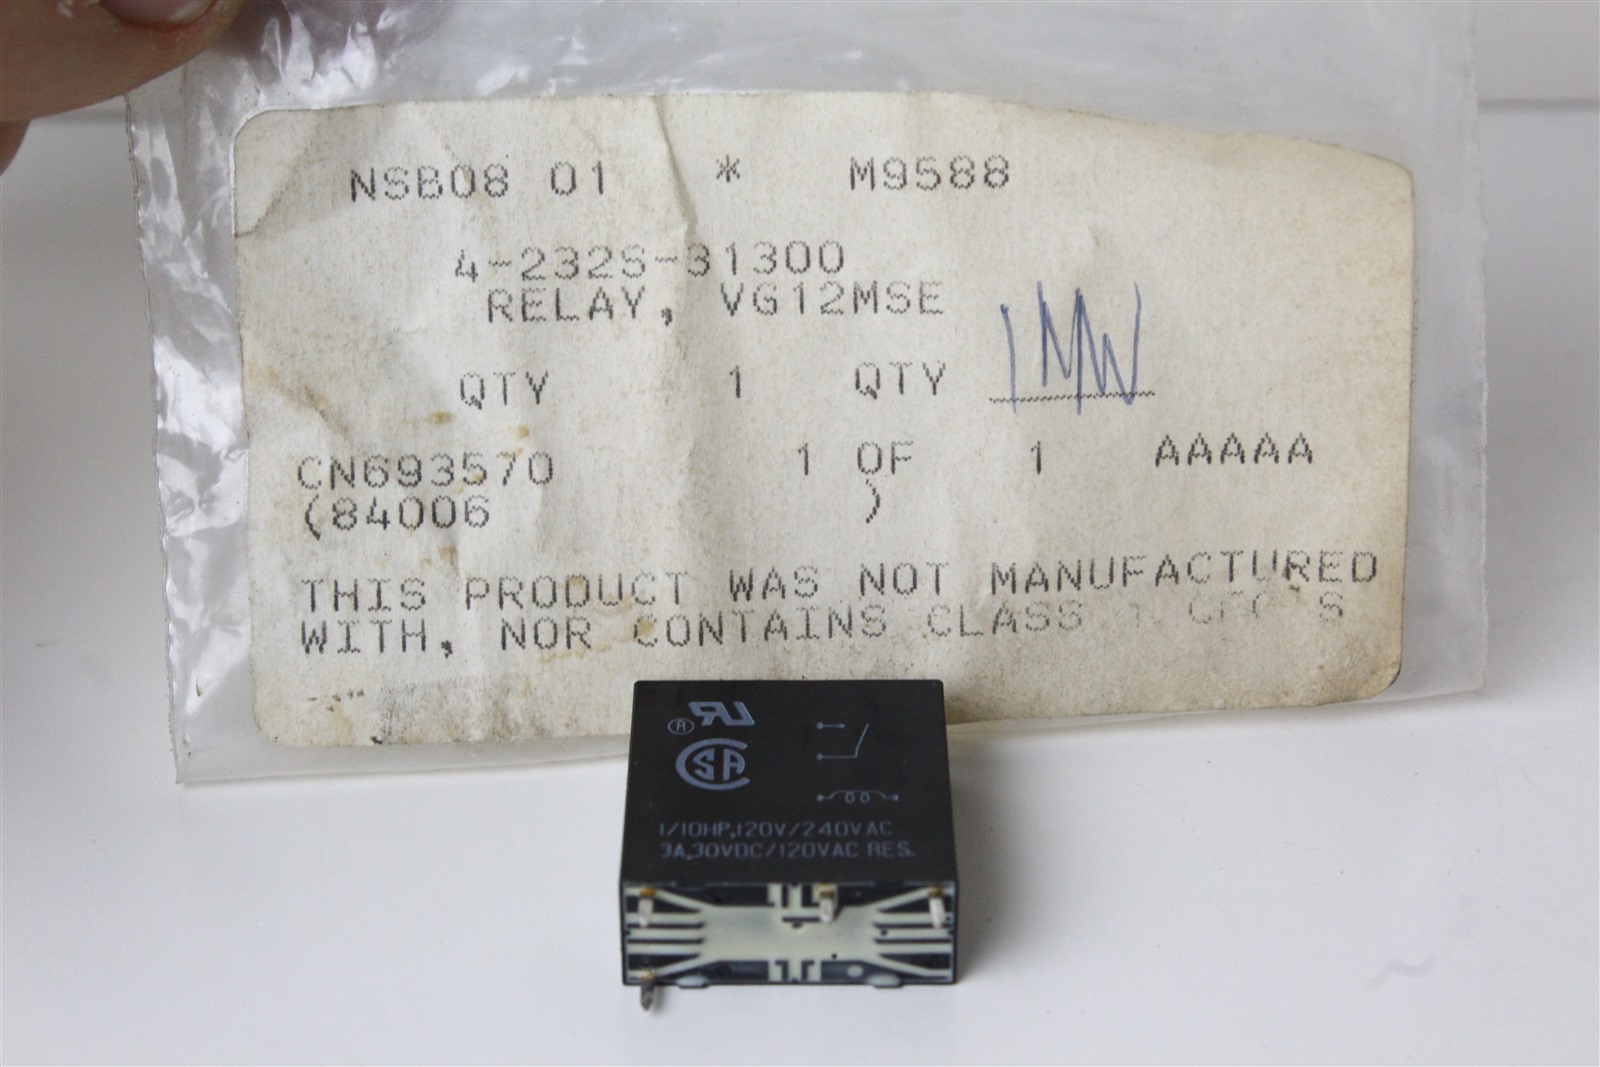 NSB08 01 * M9588
4-232S-31300
RELAY, VG12MSE
QTY 1 QTY
CN693570 1 OF 1 AAAAA
(84006 )
THIS PRODUCT WAS NOT MANUFACTURED
WITH, NOR CONTAINS CLASS
®
SA
1/10HP,120V/240VAC
3A,30VDC/120VAC RES.